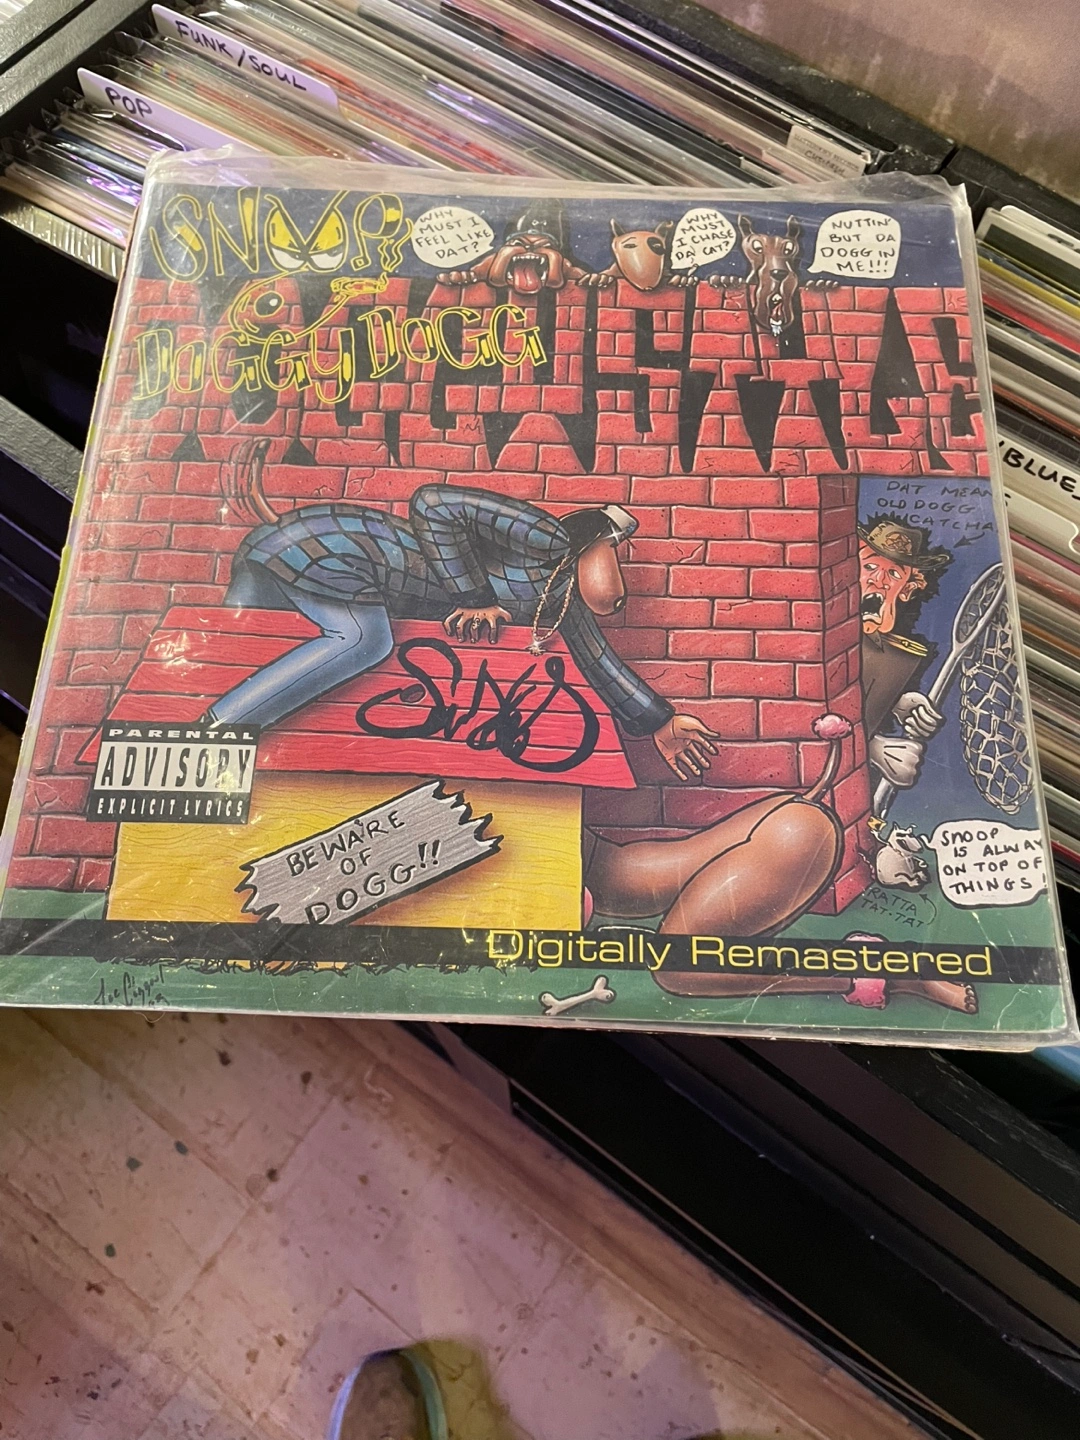 FUNK/SOUL
POP
SNOOP
DOGGY DOGG
WHY
MUST I
FEEL LIKE
DAT?
WHY
MUST
I CHASE
DA CAT?
NUTTIN'
BUT DA
DOGG IN
ME!!!
DOGGYSTYLE
/BLUE
DAT MEAN
OLD DOGG
CATCHA
PARENTAL
ADVISORY
EXPLICIT LYRICS
BEWARE
OF
DOGG!!
SNOOP
IS ALWAY
ON TOP OF
THINGS!
RATTA
TAT-TAT
Digitally Remastered